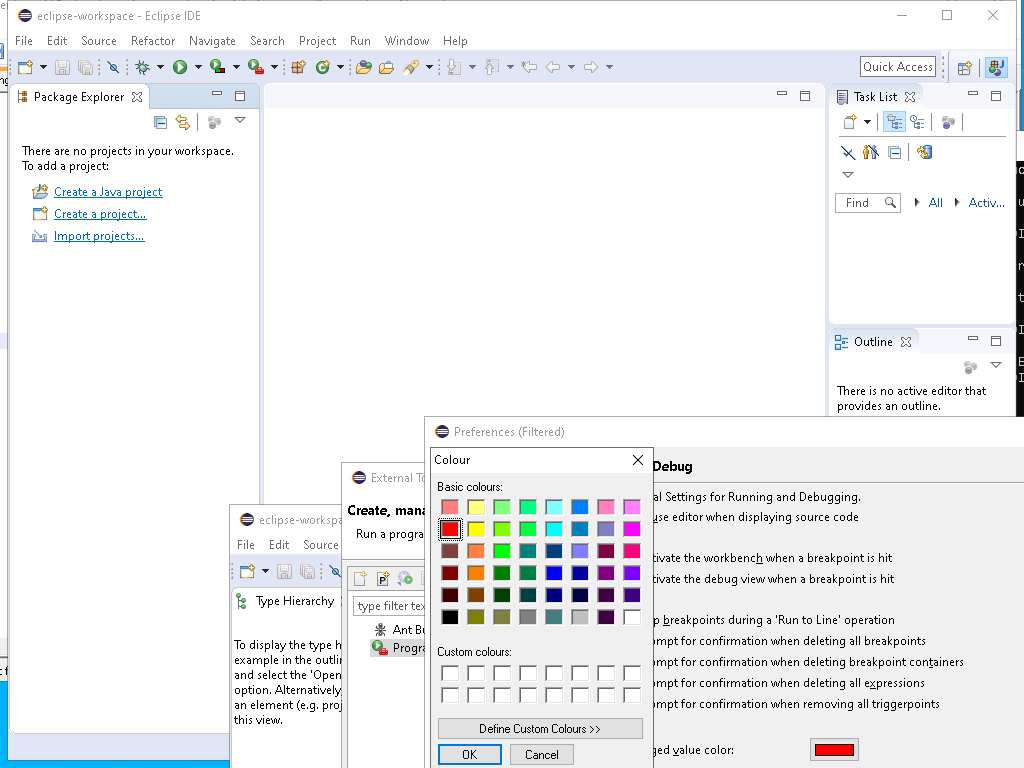 eclipse-workspace - Eclipse IDE
File Edit Source Refactor Navigate Search Project Run Window Help
Quick Access
Package Explorer
There are no projects in your workspace.
To add a project:
Create a Java project
Create a project...
Import projects...
Task List
Find
All
Activ...
Outline
There is no active editor that
provides an outline.
eclipse-workspa
File Edit Source
Type Hierarchy
To display the type h
example in the outlin
and select the 'Open
option. Alternatively
an element (e.g. proj
this view.
External To
Create, mana
Run a progra
type filter tex
Ant Bu
Progra
Preferences (Filtered)
Colour
Basic colours:
Custom colours:
Define Custom Colours >>
OK
Cancel
Debug
al Settings for Running and Debugging.
use editor when displaying source code
tivate the workbench when a breakpoint is hit
tivate the debug view when a breakpoint is hit
p breakpoints during a 'Run to Line' operation
ompt for confirmation when deleting all breakpoints
ompt for confirmation when deleting breakpoint containers
ompt for confirmation when deleting all expressions
ompt for confirmation when removing all triggerpoints
ged value color: